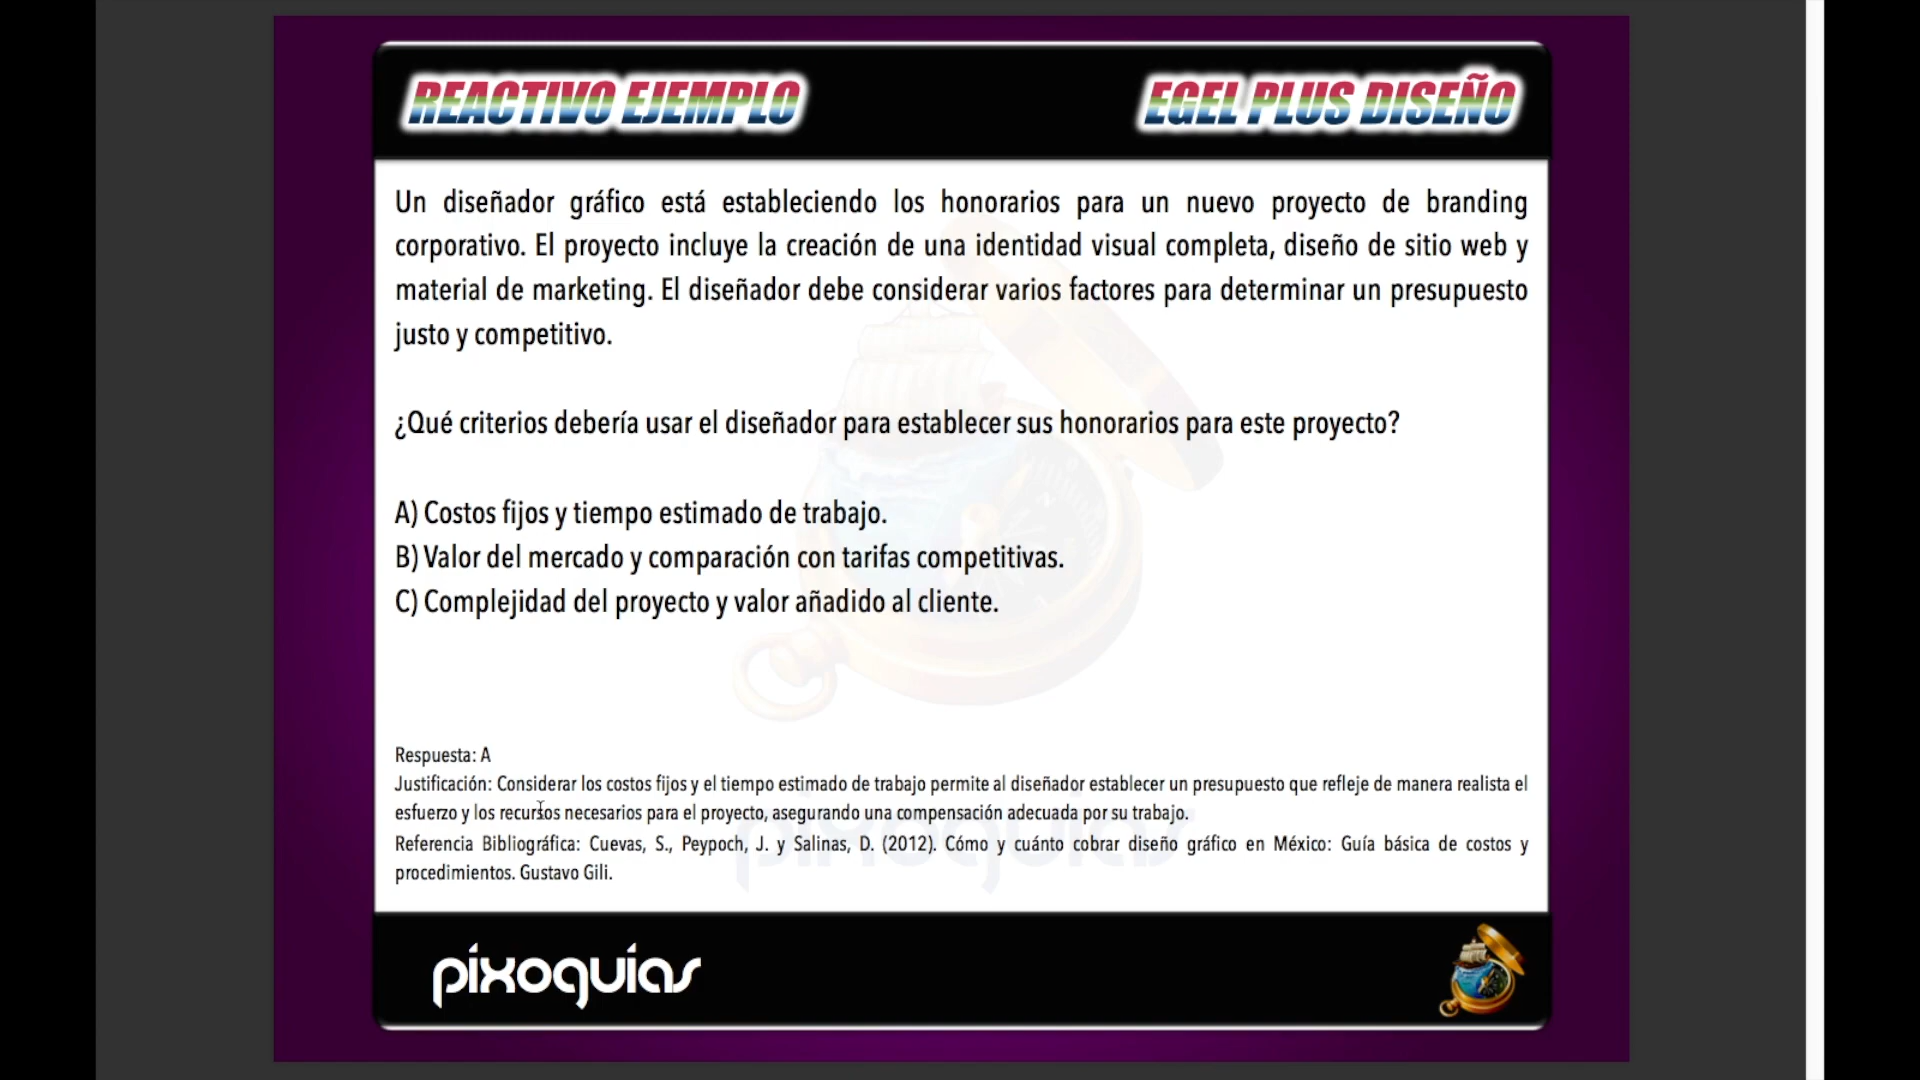 REACTIVO EJEMPLO
EGEL PLUS DISEÑO
Un diseñador gráfico está estableciendo los honorarios para un nuevo proyecto de branding
corporativo. El proyecto incluye la creación de una identidad visual completa, diseño de sitio web y
material de marketing. El diseñador debe considerar varios factores para determinar un presupuesto
justo y competitivo.
¿Qué criterios debería usar el diseñador para establecer sus honorarios para este proyecto?
A) Costos fijos y tiempo estimado de trabajo.
B) Valor del mercado y comparación con tarifas competitivas.
C) Complejidad del proyecto y valor añadido al cliente.
Respuesta: A
Justificación: Considerar los costos fijos y el tiempo estimado de trabajo permite al diseñador establecer un presupuesto que refleje de manera realista el
esfuerzo y los recursos necesarios para el proyecto, asegurando una compensación adecuada por su trabajo.
Referencia Bibliográfica: Cuevas, S., Peypoch, J. y Salinas, D. (2012). Cómo y cuánto cobrar diseño gráfico en México: Guía básica de costos y
procedimientos. Gustavo Gili.
pixoguias
pixoguias